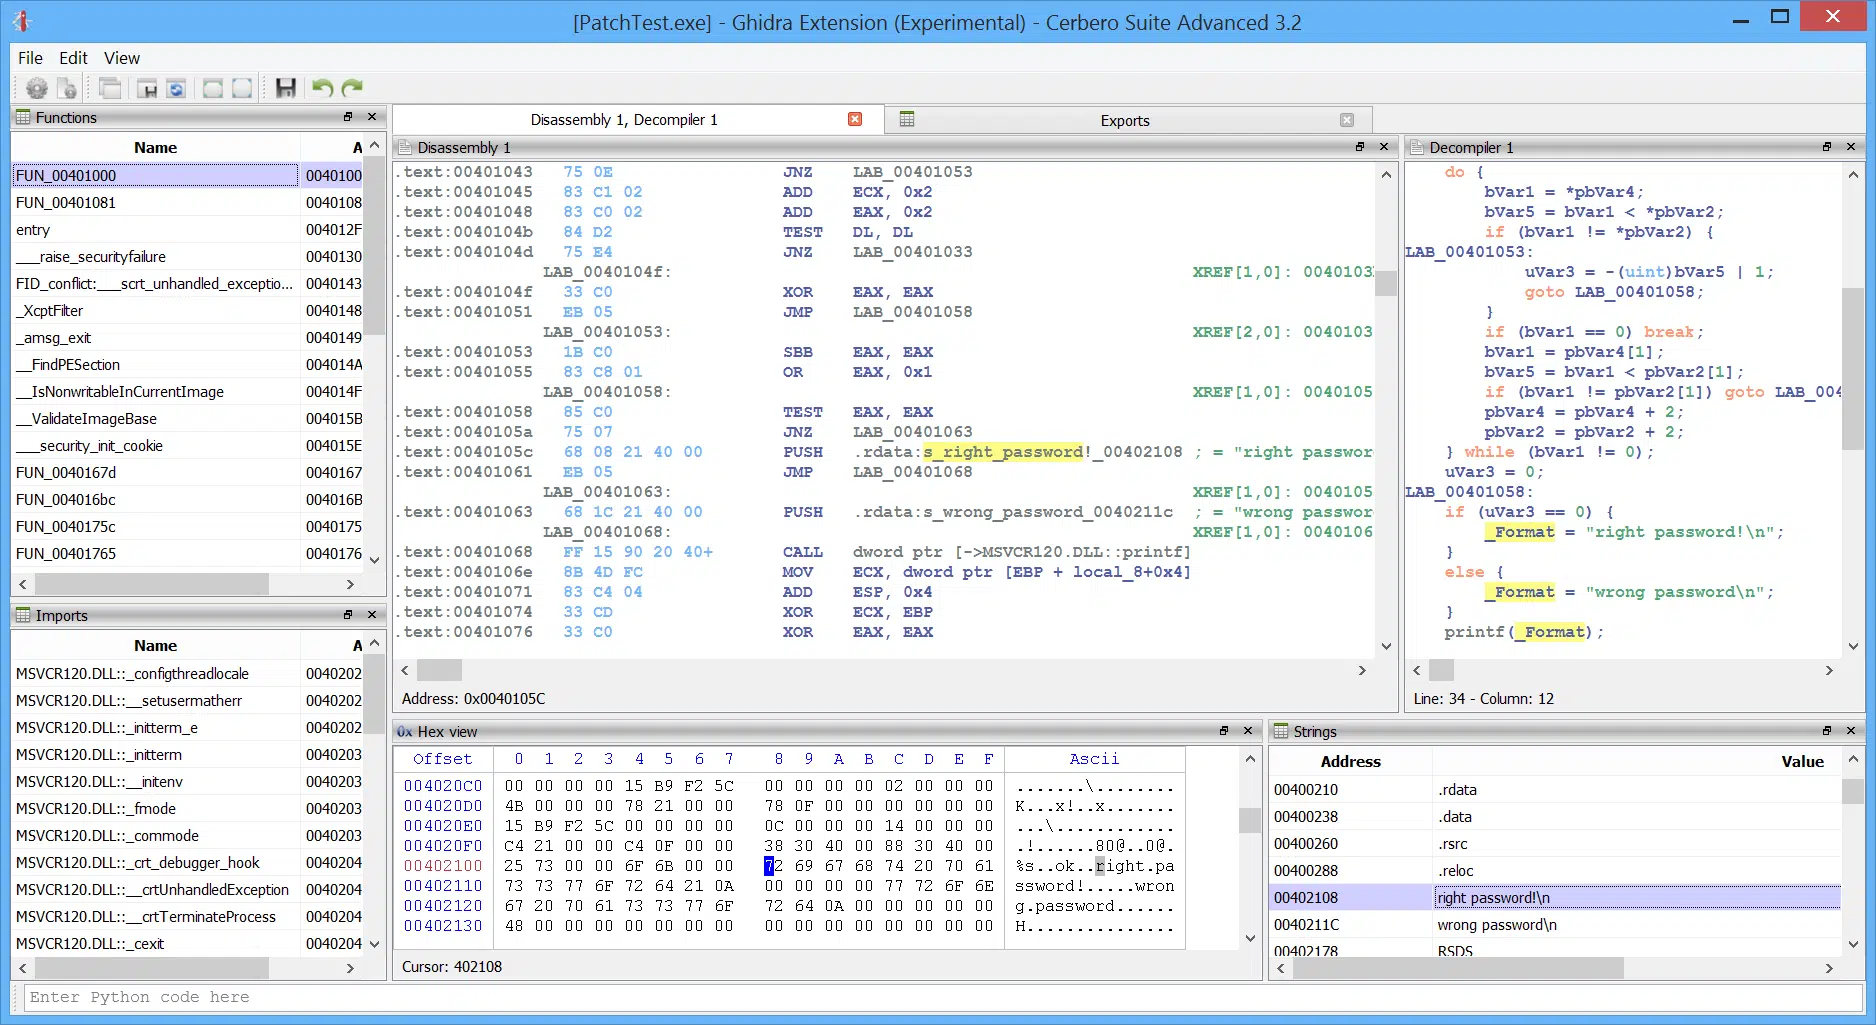 [PatchTest.exe] - Ghidra Extension (Experimental) - Cerbero Suite Advanced 3.2
File Edit View
Functions
Name A
FUN_00401000 0040100
FUN_00401081 0040108
entry 004012F
___raise_securityfailure 0040130
FID_conflict:___scrt_unhandled_exceptio... 0040143
_XcptFilter 0040148
_amsg_exit 0040149
__FindPESection 004014A
__IsNonwritableInCurrentImage 004014F
__ValidateImageBase 004015B
___security_init_cookie 004015E
FUN_0040167d 0040161
FUN_004016bc 004016B
FUN_0040175c 0040175
FUN_00401765 0040176
Imports
Name A
MSVCR120.DLL::_configthreadlocale 0040202
MSVCR120.DLL::__setusermatherr 0040202
MSVCR120.DLL::_initterm_e 0040202
MSVCR120.DLL::_initterm 0040203
MSVCR120.DLL::__initenv 0040203
MSVCR120.DLL::_fmode 0040203
MSVCR120.DLL::_commode 0040203
MSVCR120.DLL::_crt_debugger_hook 0040204
MSVCR120.DLL::__crtUnhandledException 0040204
MSVCR120.DLL::__crtTerminateProcess 0040204
MSVCR120.DLL::_cexit 0040204
Disassembly 1, Decompiler 1
Exports
Disassembly 1
.text:00401043 75 0E JNZ LAB_00401053
.text:00401045 83 C1 02 ADD ECX, 0x2
.text:00401048 83 C0 02 ADD EAX, 0x2
.text:0040104b 84 D2 TEST DL, DL
.text:0040104d 75 E4 JNZ LAB_00401033
LAB_0040104f: XREF[1,0]: 0040103
.text:0040104f 33 C0 XOR EAX, EAX
.text:00401051 EB 05 JMP LAB_00401058
LAB_00401053: XREF[2,0]: 0040103
.text:00401053 1B C0 SBB EAX, EAX
.text:00401055 83 C8 01 OR EAX, 0x1
LAB_00401058: XREF[1,0]: 0040105
.text:00401058 85 C0 TEST EAX, EAX
.text:0040105a 75 07 JNZ LAB_00401063
.text:0040105c 68 08 21 40 00 PUSH .rdata:s_right_password!_00402108 ; = "right passwor
.text:00401061 EB 05 JMP LAB_00401068
LAB_00401063: XREF[1,0]: 0040105
.text:00401063 68 1C 21 40 00 PUSH .rdata:s_wrong_password_0040211c ; = "wrong password
LAB_00401068: XREF[1,0]: 0040106
.text:00401068 FF 15 90 20 40+ CALL dword ptr [->MSVCR120.DLL::printf]
.text:0040106e 8B 4D FC MOV ECX, dword ptr [EBP + local_8+0x4]
.text:00401071 83 C4 04 ADD ESP, 0x4
.text:00401074 33 CD XOR ECX, EBP
.text:00401076 33 C0 XOR EAX, EAX
Address: 0x0040105C
Decompiler 1
do {
bVar1 = *pbVar4;
bVar5 = bVar1 < *pbVar2;
if (bVar1 != *pbVar2) {
LAB_00401053:
uVar3 = -(uint)bVar5 | 1;
goto LAB_00401058;
}
if (bVar1 == 0) break;
bVar1 = pbVar4[1];
bVar5 = bVar1 < pbVar2[1];
if (bVar1 != pbVar2[1]) goto LAB_004
pbVar4 = pbVar4 + 2;
pbVar2 = pbVar2 + 2;
} while (bVar1 != 0);
uVar3 = 0;
LAB_00401058:
if (uVar3 == 0) {
_Format = "right password!\n";
}
else {
_Format = "wrong password\n";
}
printf(_Format);
Line: 34 - Column: 12
0x Hex view
Offset 0 1 2 3 4 5 6 7 8 9 A B C D E F Ascii
004020C0 00 00 00 00 15 B9 F2 5C 00 00 00 00 02 00 00 00 .......\........
004020D0 4B 00 00 00 78 21 00 00 78 0F 00 00 00 00 00 00 K...x!..x.......
004020E0 15 B9 F2 5C 00 00 00 00 0C 00 00 00 14 00 00 00 ...\............
004020F0 C4 21 00 00 C4 0F 00 00 38 30 40 00 88 30 40 00 .!......80@..0@.
00402100 25 73 00 00 6F 6B 00 00 72 69 67 68 74 20 70 61 %s..ok..right.pa
00402110 73 73 77 6F 72 64 21 0A 00 00 00 00 77 72 6F 6E ssword!.....wron
00402120 67 20 70 61 73 73 77 6F 72 64 0A 00 00 00 00 00 g.password......
00402130 48 00 00 00 00 00 00 00 00 00 00 00 00 00 00 00 H...............
Cursor: 402108
Strings
Address Value
00400210 .rdata
00400238 .data
00400260 .rsrc
00400288 .reloc
00402108 right password!\n
0040211C wrong password\n
00402178 RSDS
Enter Python code here